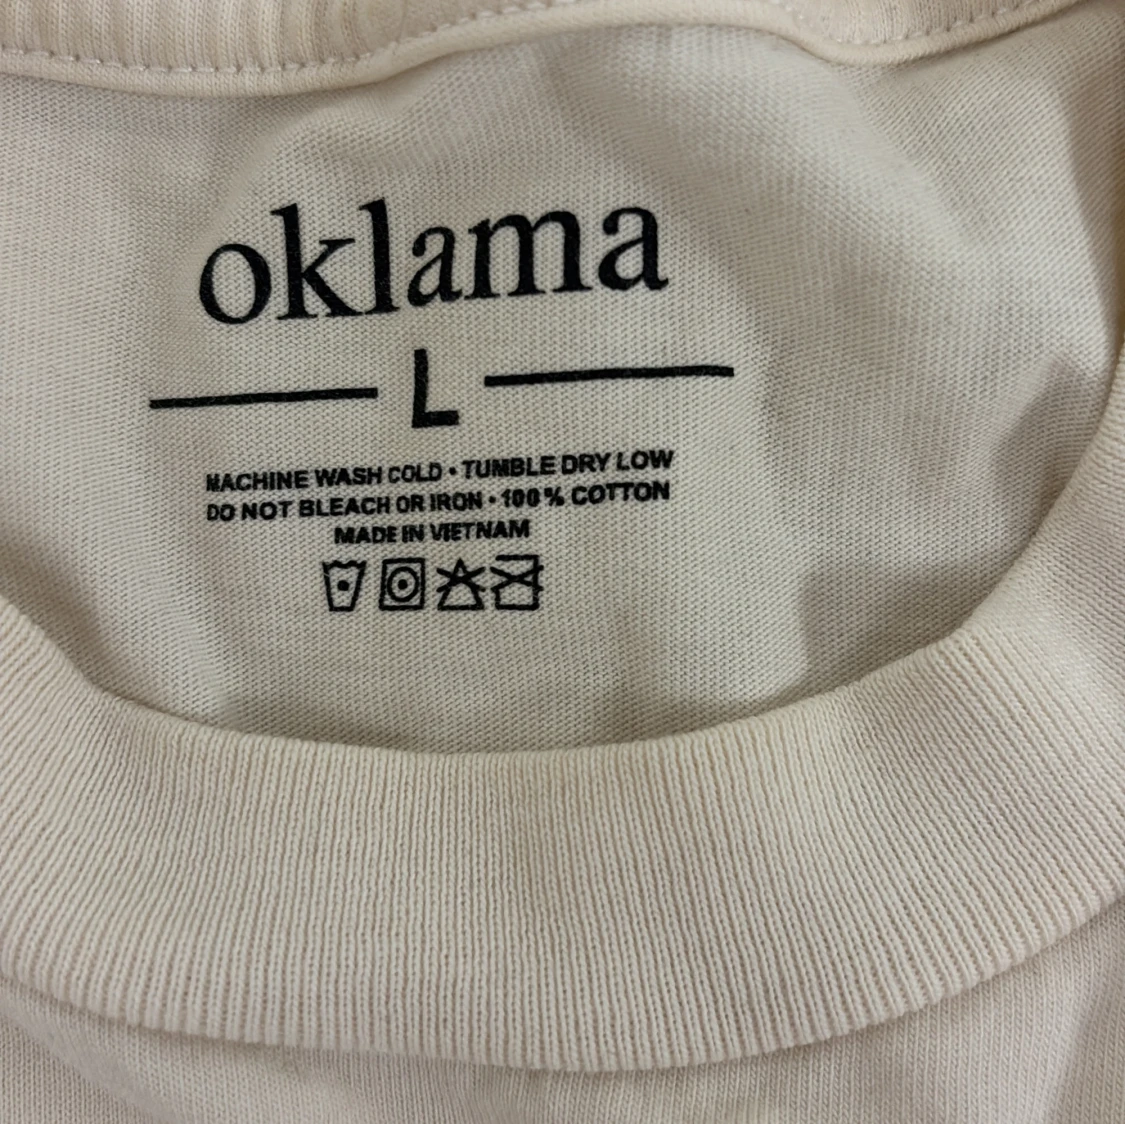 oklama
L
MACHINE WASH COLD • TUMBLE DRY LOW
DO NOT BLEACH OR IRON • 100% COTTON
MADE IN VIETNAM